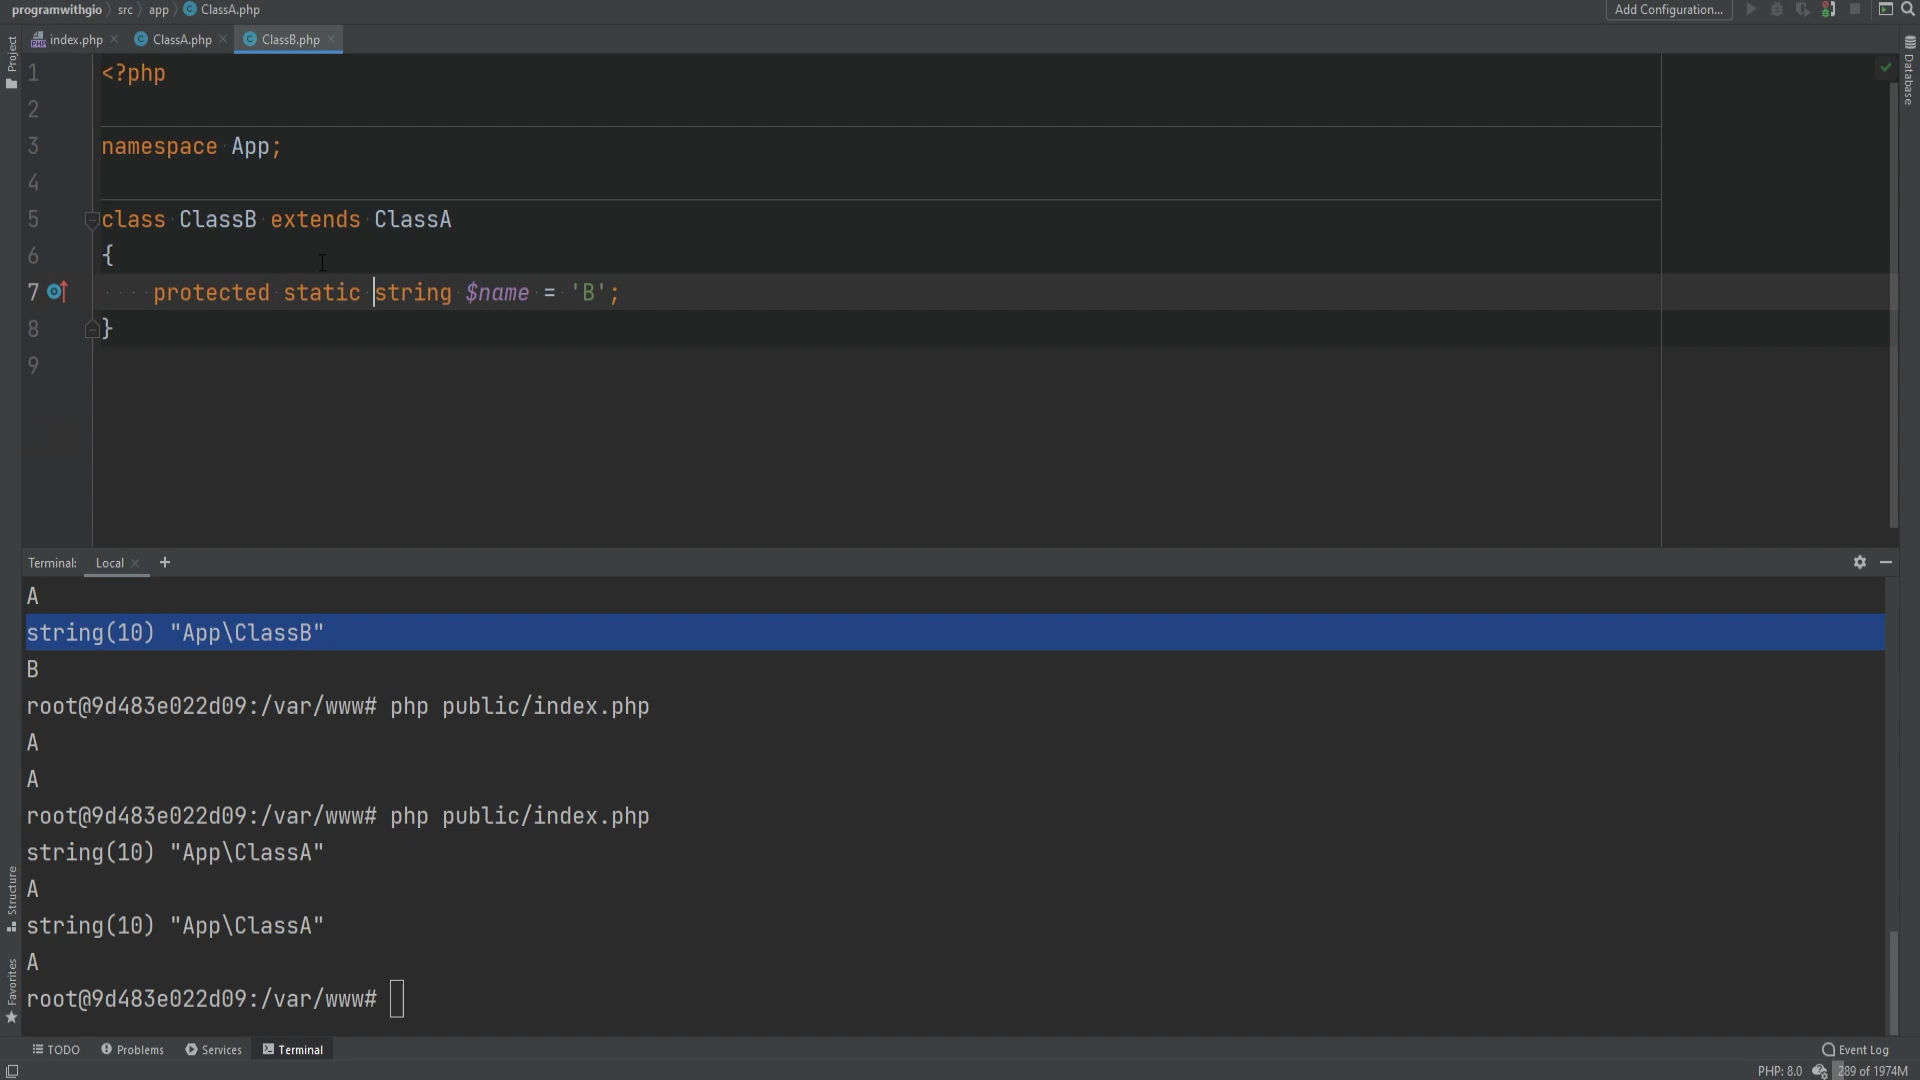 programwithgio src app ClassA.php
Add Configuration...
index.php ClassA.php ClassB.php
Project
Database
1 <?php
2
3 namespace App;
4
5 class ClassB extends ClassA
6 {
7 protected static string $name = 'B';
8 }
9
Terminal: Local +
A
string(10) "App\ClassB"
B
root@9d483e022d09:/var/www# php public/index.php
A
A
root@9d483e022d09:/var/www# php public/index.php
string(10) "App\ClassA"
A
string(10) "App\ClassA"
A
root@9d483e022d09:/var/www#
Structure
Favorites
TODO Problems Services Terminal
Event Log
PHP: 8.0 289 of 1974M